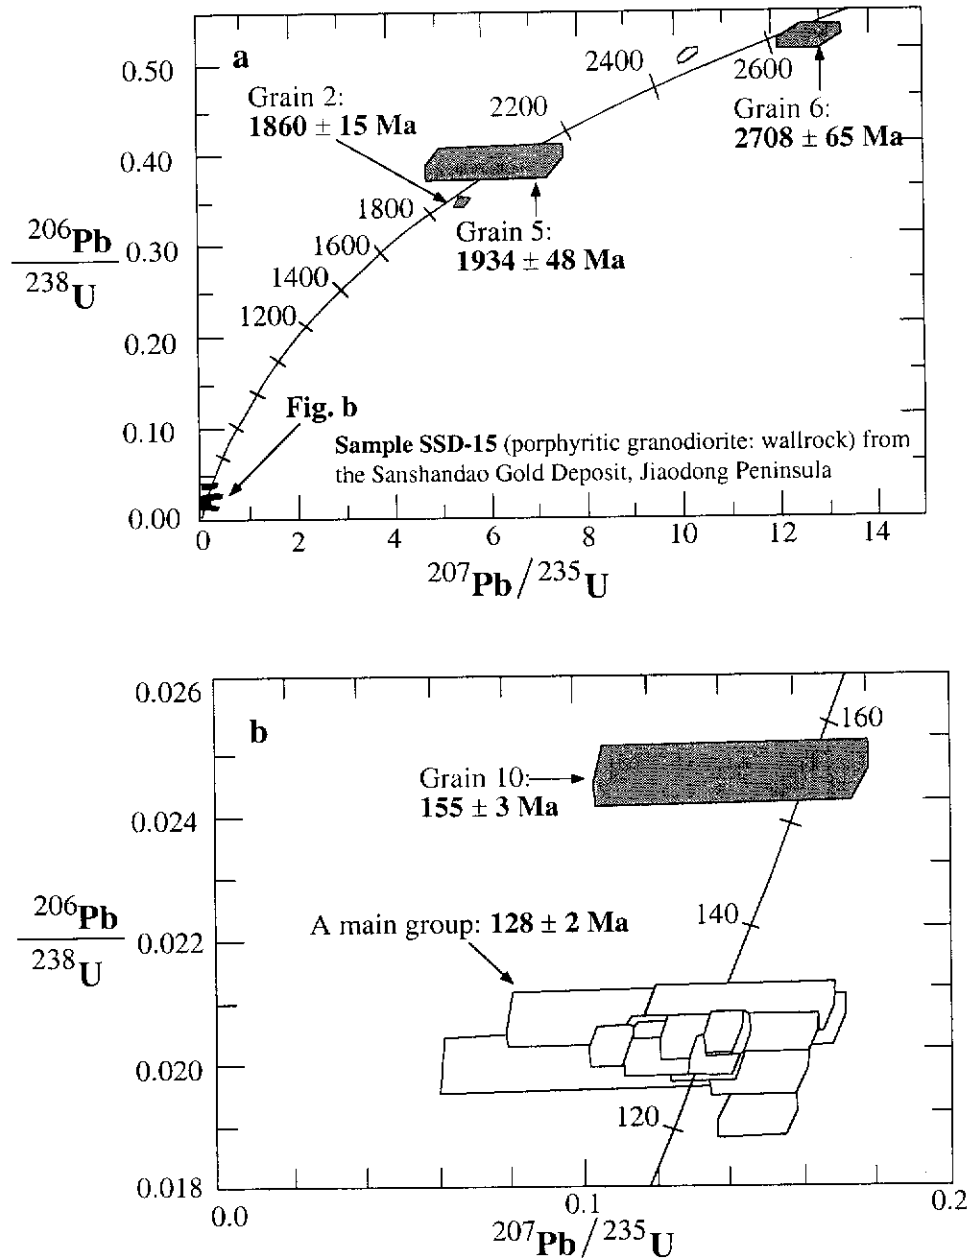 a
0.50
0.40
0.30
0.20
0.10
0.00
206Pb
238U
Grain 2:
1860 ± 15 Ma
2200
2400
2600
Grain 6:
2708 ± 65 Ma
1800
1600
1400
1200
Grain 5:
1934 ± 48 Ma
Fig. b
Sample SSD-15 (porphyritic granodiorite: wallrock) from
the Sanshandao Gold Deposit, Jiaodong Peninsula
0 2 4 6 8 10 12 14
207Pb/235U
b
0.026
0.024
0.022
0.020
0.018
206Pb
238U
160
Grain 10:
155 ± 3 Ma
140
A main group: 128 ± 2 Ma
120
0.0 0.1 0.2
207Pb/235U